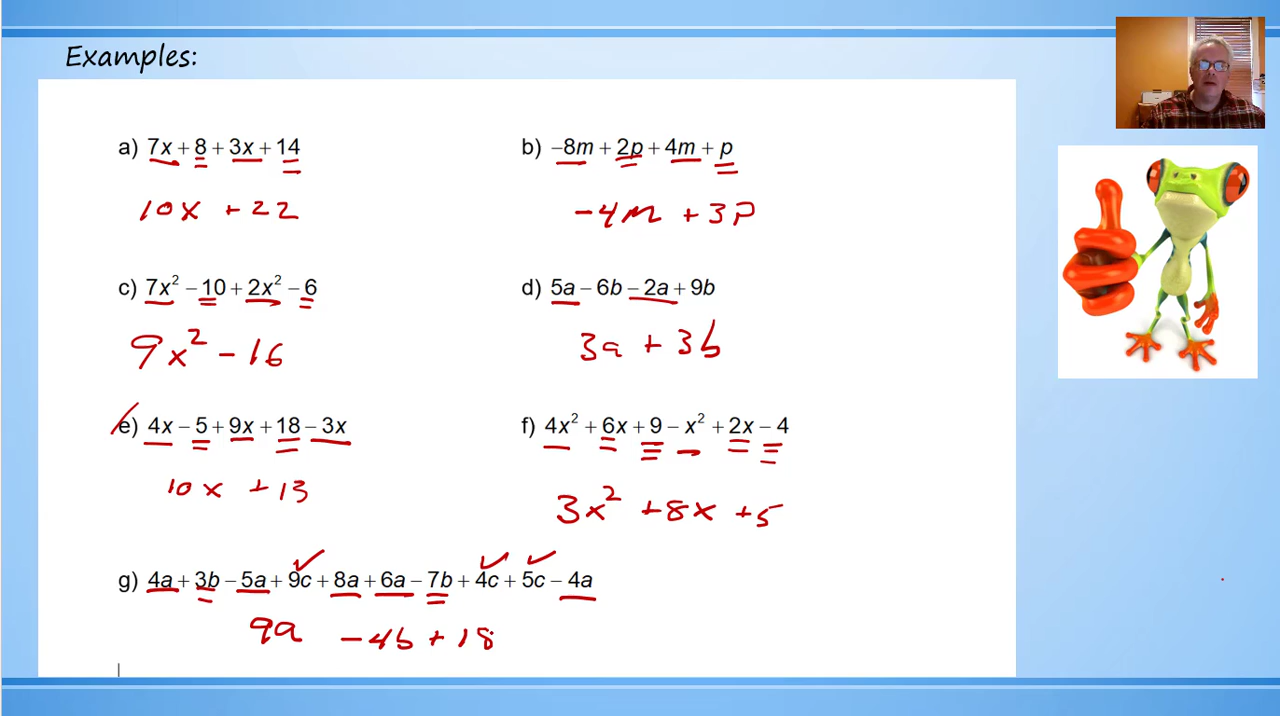 Examples:
a) 7x + 8 + 3x + 14
10x + 22
b) −8m + 2p + 4m + p
-4m + 3p
c) 7x² − 10 + 2x² − 6
9x² - 16
d) 5a − 6b − 2a + 9b
3a + 3b
e) 4x − 5 + 9x + 18 − 3x
10x + 13
f) 4x² + 6x + 9 − x² + 2x − 4
3x² + 8x + 5
g) 4a + 3b − 5a + 9c + 8a + 6a − 7b + 4c + 5c − 4a
9a - 4b + 18